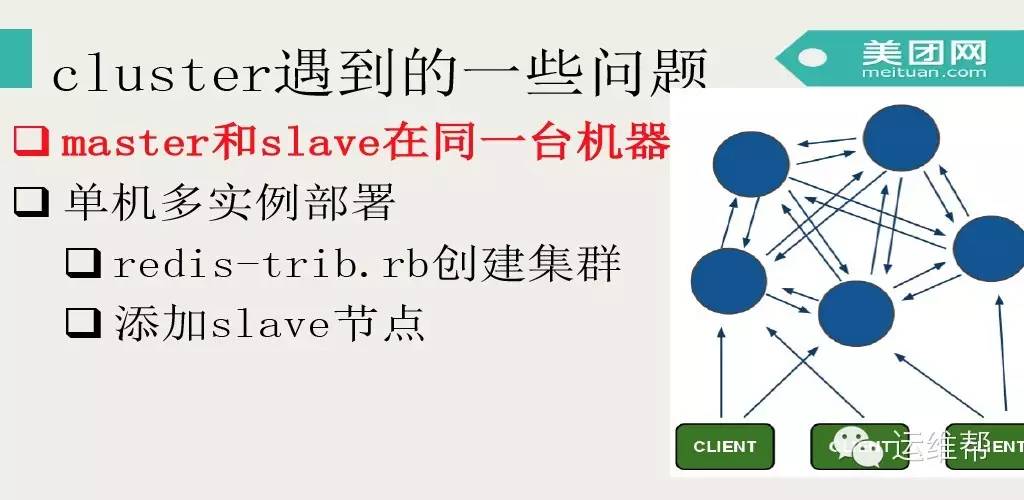 cluster遇到的一些问题
美团网
meituan.com
master和slave在同一台机器
单机多实例部署
redis-trib.rb创建集群
添加slave节点
CLIENT
CLIENT
CLIENT
运维帮